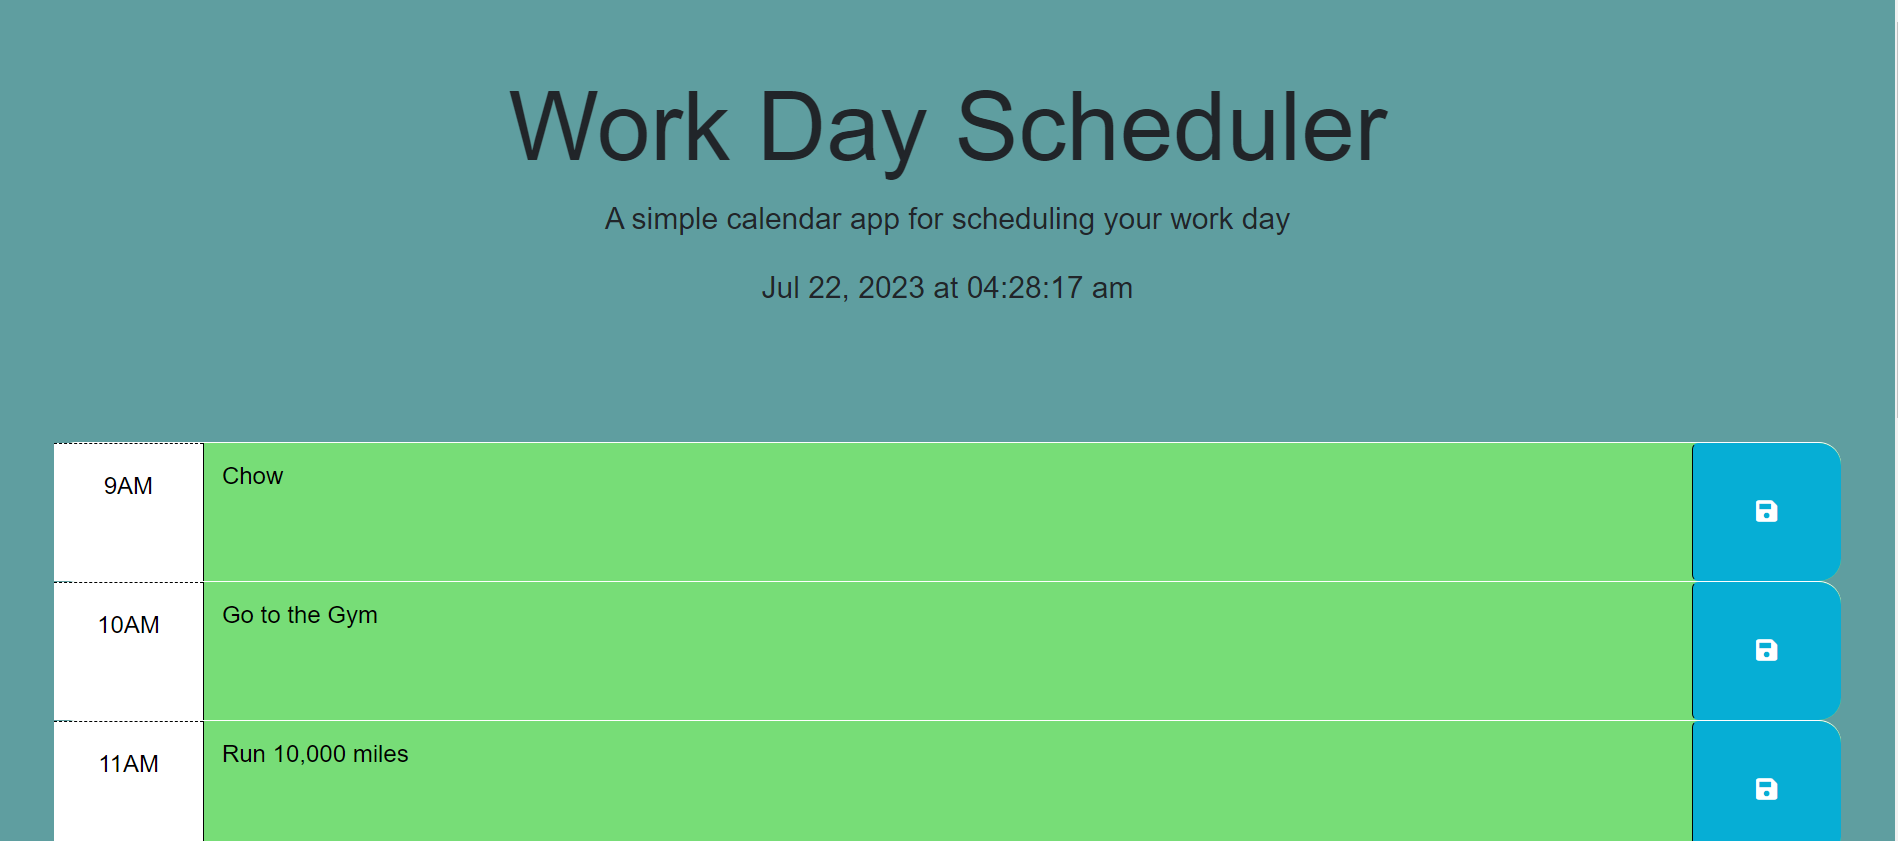 Work Day Scheduler
A simple calendar app for scheduling your work day
Jul 22, 2023 at 04:28:17 am
9AM
Chow
10AM
Go to the Gym
11AM
Run 10,000 miles